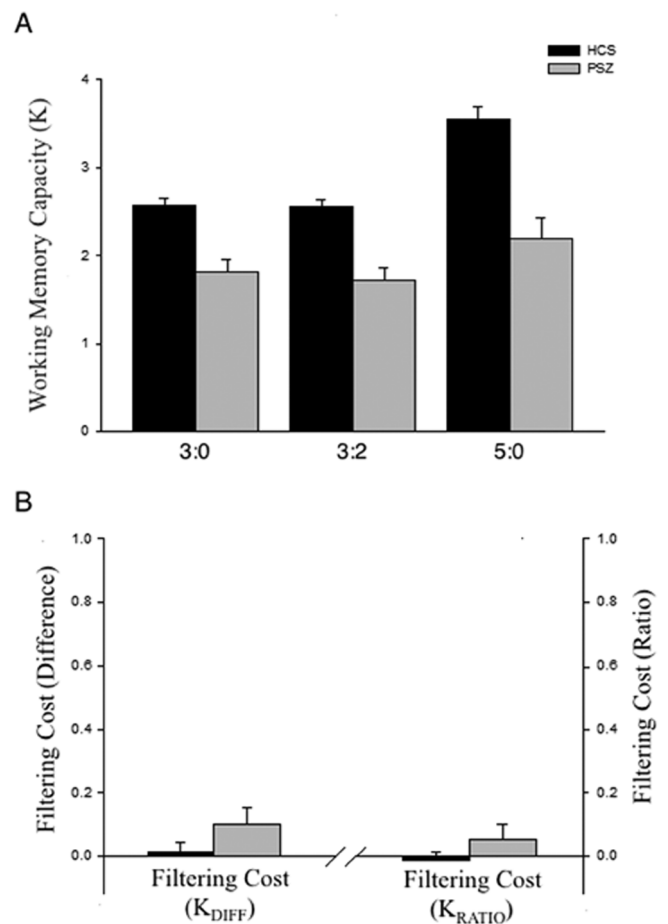 A
HCS
PSZ
Working Memory Capacity (K)
4
3
2
1
0
3:0 3:2 5:0
B
Filtering Cost (Difference)
1.0
0.8
0.6
0.4
0.2
0.0
1.0
0.8
0.6
0.4
0.2
0.0
Filtering Cost (Ratio)
Filtering Cost
(KDIFF)
Filtering Cost
(KRATIO)